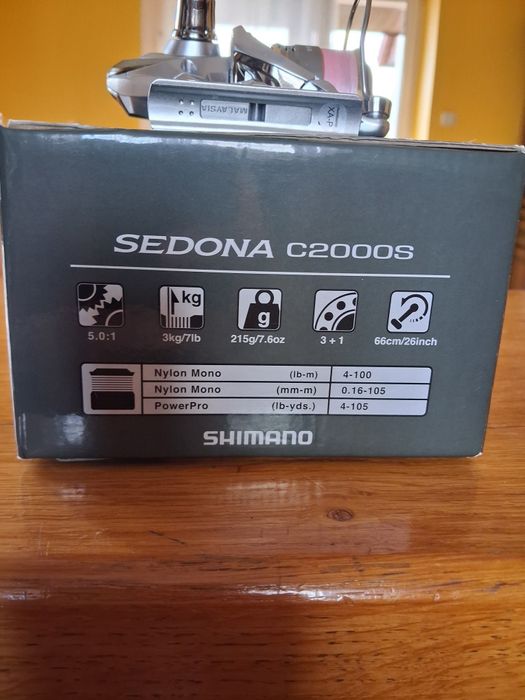 XA-P
MALAYSIA
SEDONA C2000S
kg
g
5.0:1
3kg/7lb
215g/7.6oz
3 + 1
66cm/26inch
Nylon Mono (lb-m) 4-100
Nylon Mono (mm-m) 0.16-105
PowerPro (lb-yds.) 4-105
SHIMANO